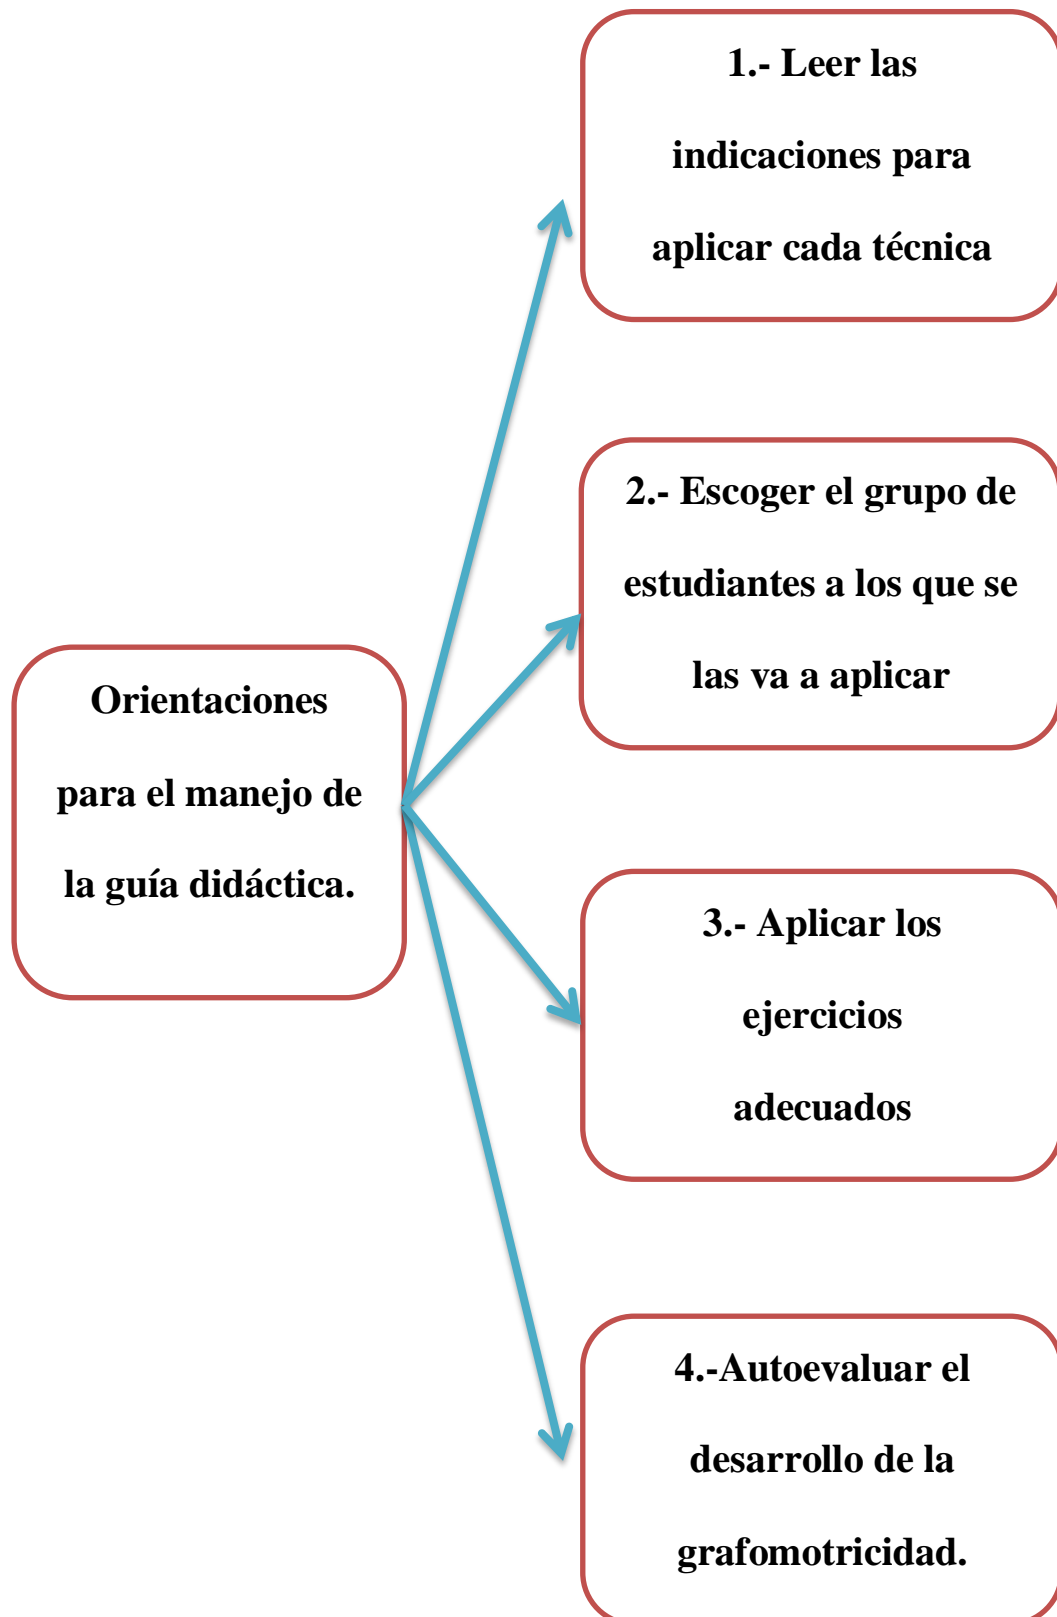 Orientaciones
para el manejo de
la guía didáctica.
1.- Leer las
indicaciones para
aplicar cada técnica
2.- Escoger el grupo de
estudiantes a los que se
las va a aplicar
3.- Aplicar los
ejercicios
adecuados
4.-Autoevaluar el
desarrollo de la
grafomotricidad.